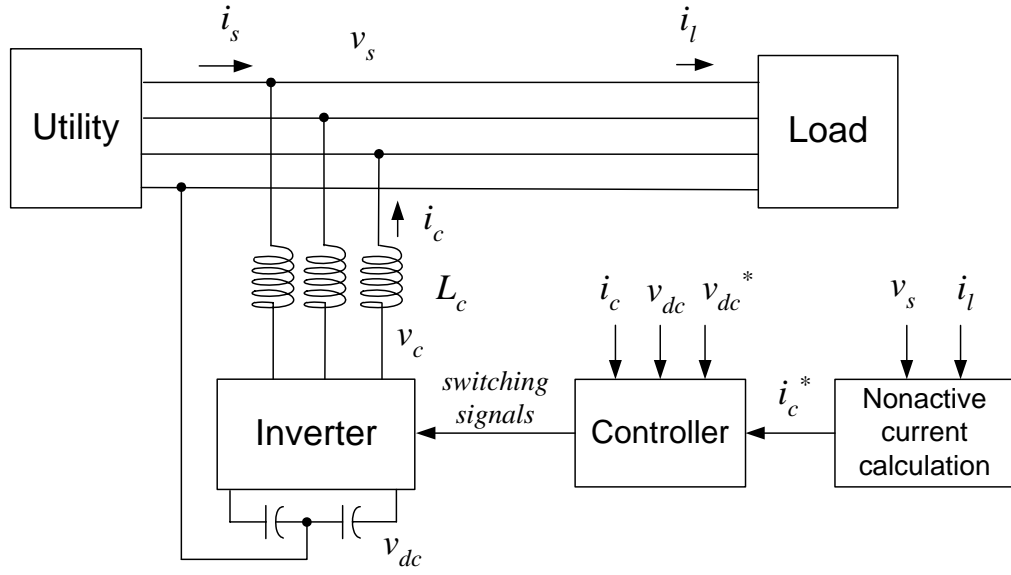 i_s
v_s
i_l
Utility
Load
i_c
L_c
v_c
i_c
v_dc
v_dc*
v_s
i_l
Inverter
switching
signals
Controller
i_c*
Nonactive
current
calculation
v_dc